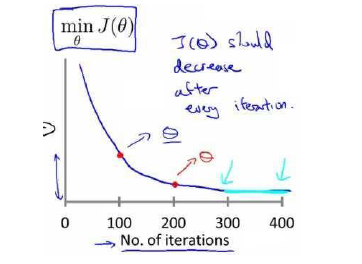 min J(θ)
θ
J(θ) should
decrease
after
every iteration.
θ
θ
0 100 200 300 400
→ No. of iterations